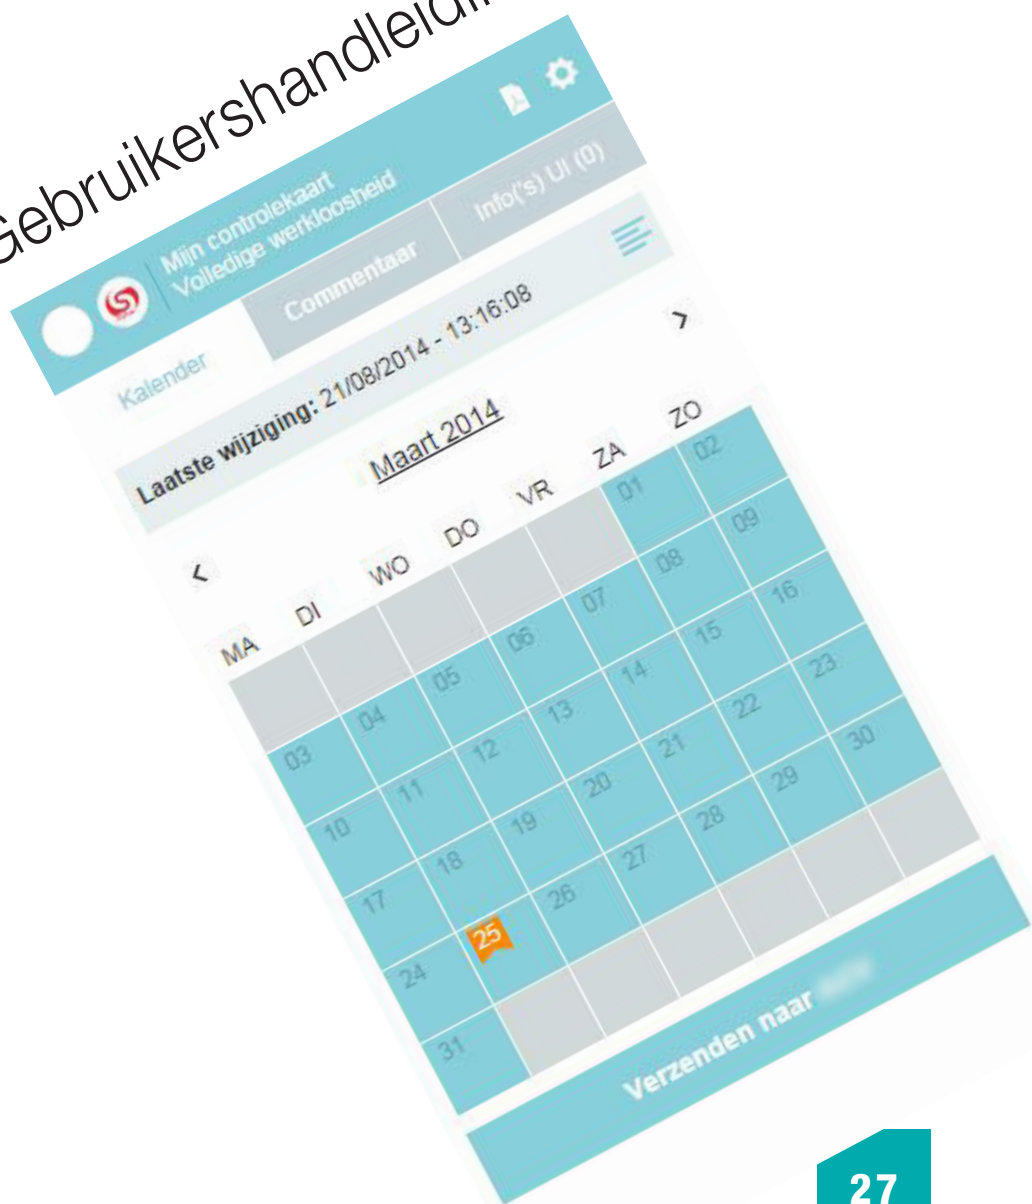 Gebruikershandleidin
Mijn controlekaart
Volledige werkloosheid
Kalender
Commentaar
Info('s) UI (0)
Laatste wijziging: 21/08/2014 - 13:16:08
Maart 2014
MA DI WO DO VR ZA ZO
01 02
03 04 05 06 07 08 09
10 11 12 13 14 15 16
17 18 19 20 21 22 23
24 25 26 27 28 29 30
31
Verzenden naar
27